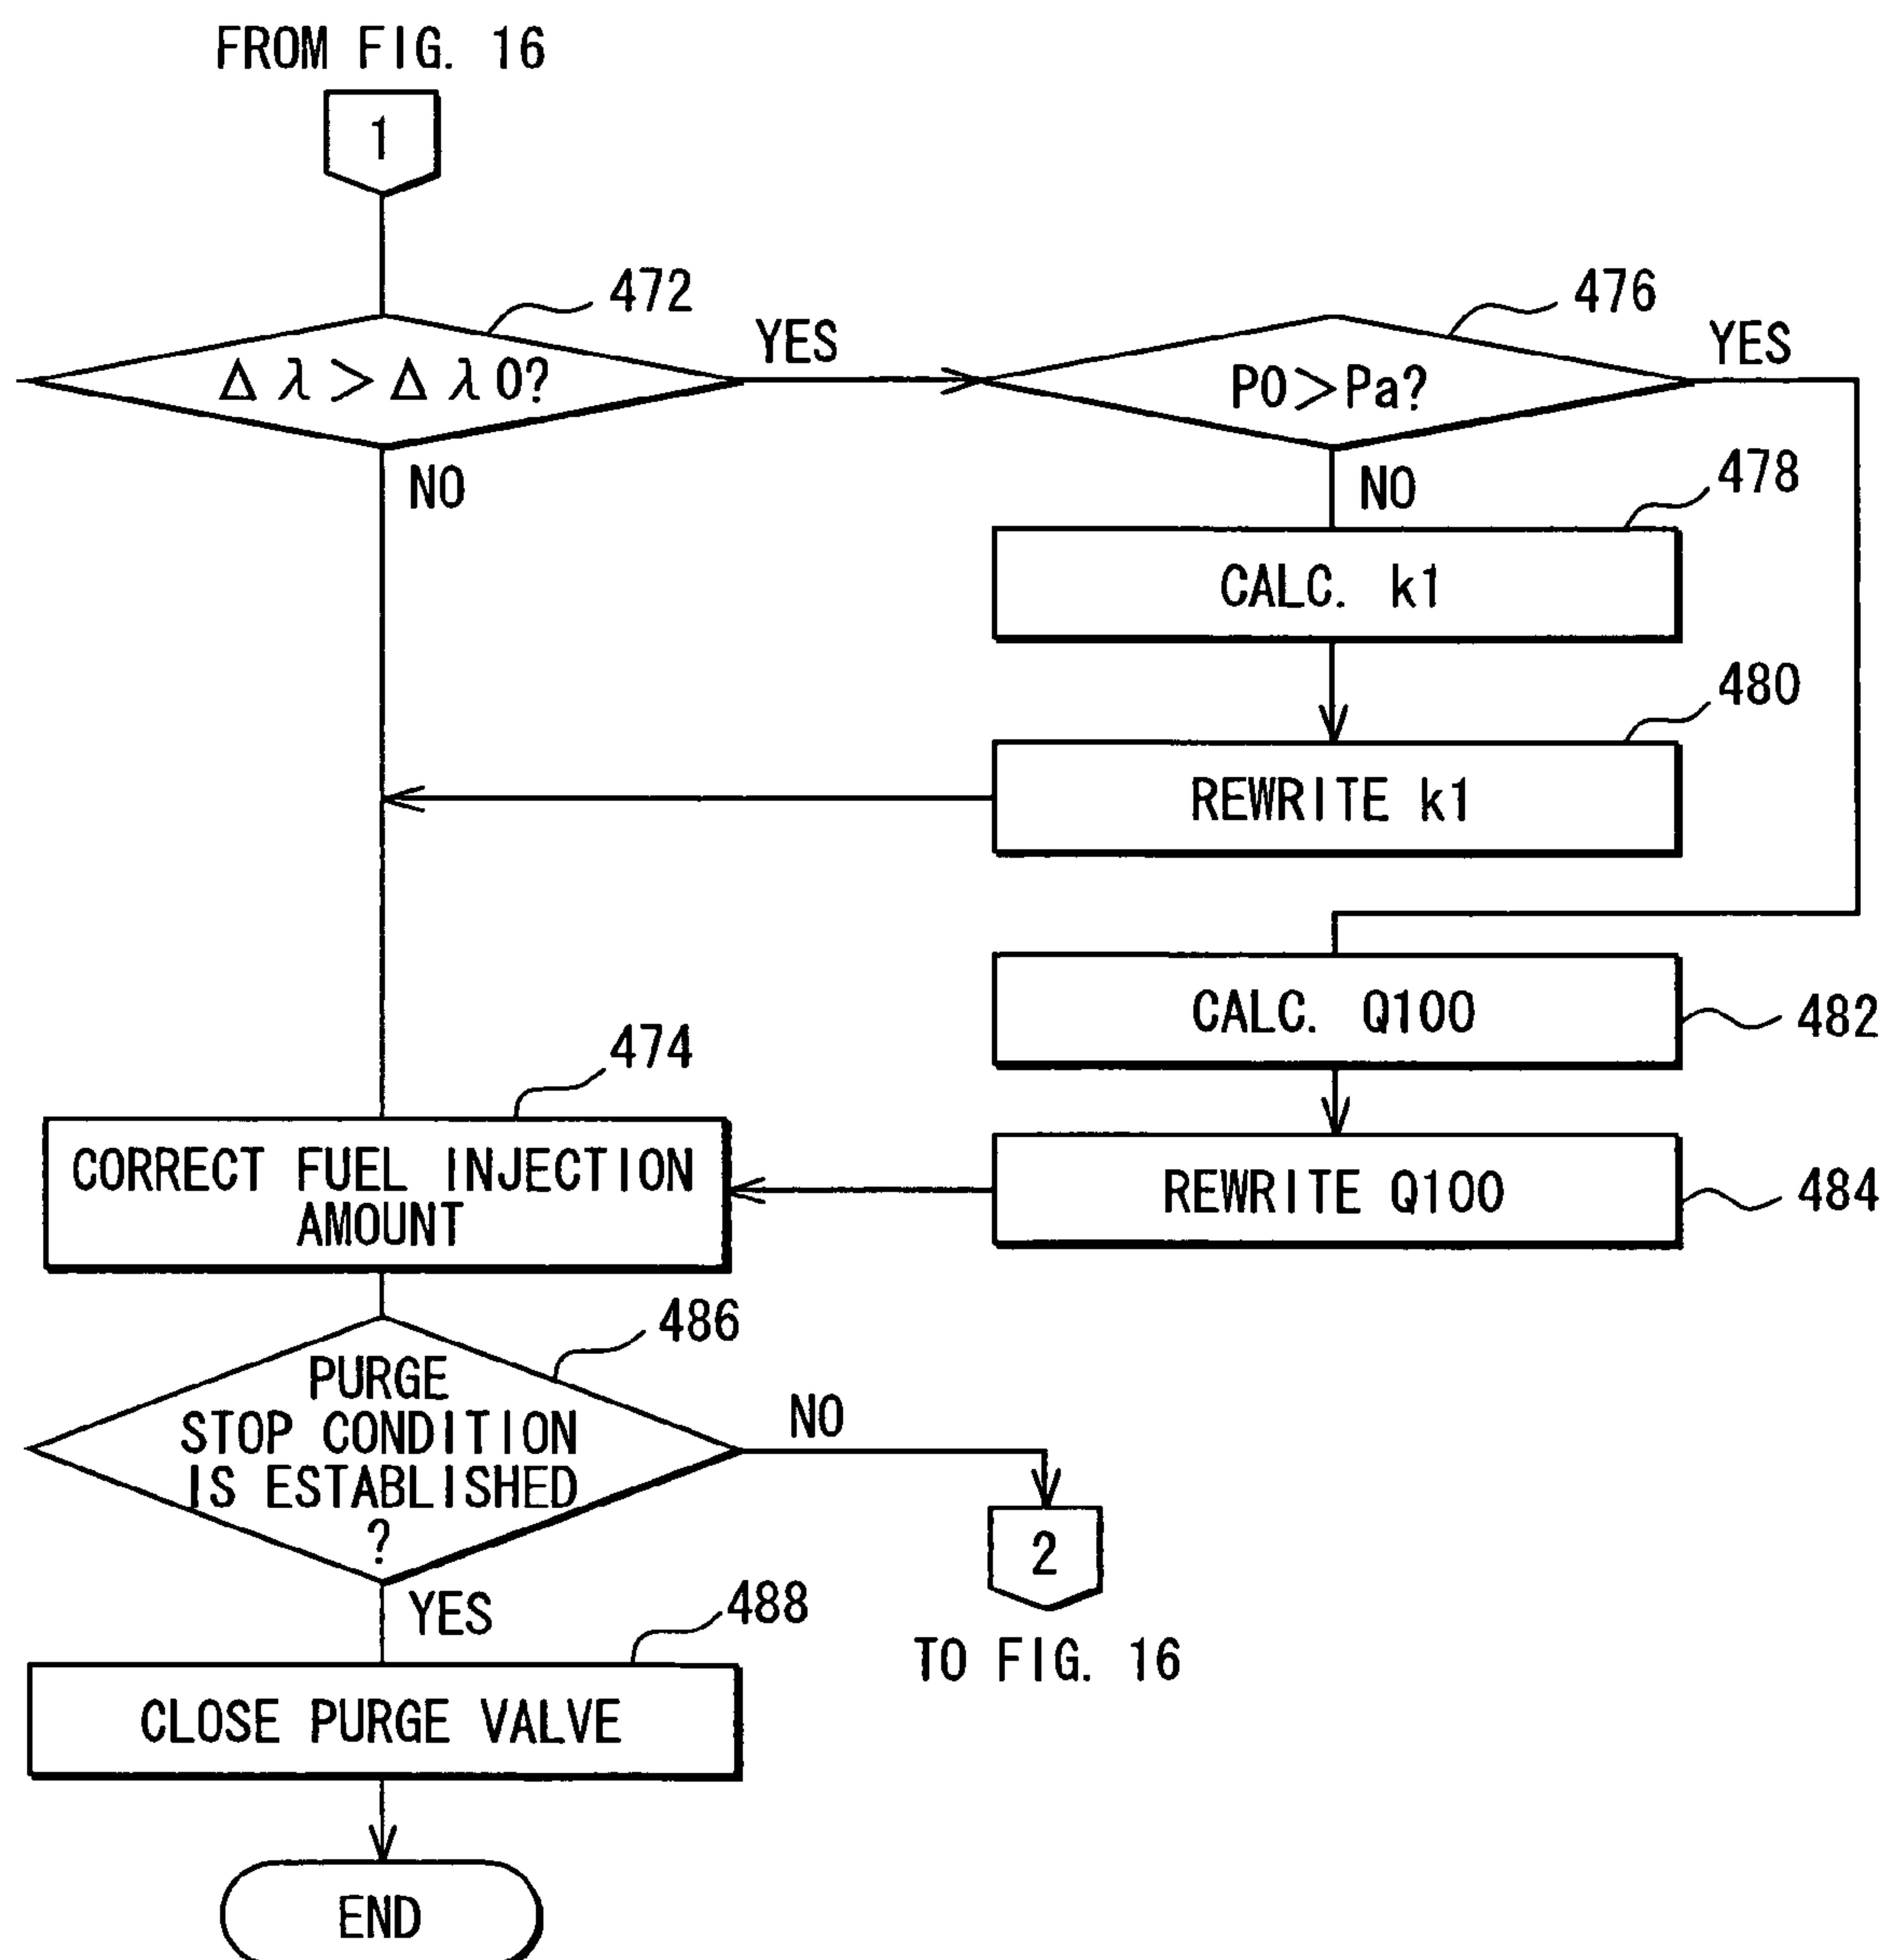 FROM FIG. 16
1
472
Δλ>Δλ0?
YES
NO
476
P0>Pa?
YES
NO
478
CALC. k1
480
REWRITE k1
CALC. Q100
482
474
CORRECT FUEL INJECTION
AMOUNT
REWRITE Q100
484
486
PURGE
STOP CONDITION
IS ESTABLISHED
?
NO
2
TO FIG. 16
YES
488
CLOSE PURGE VALVE
END